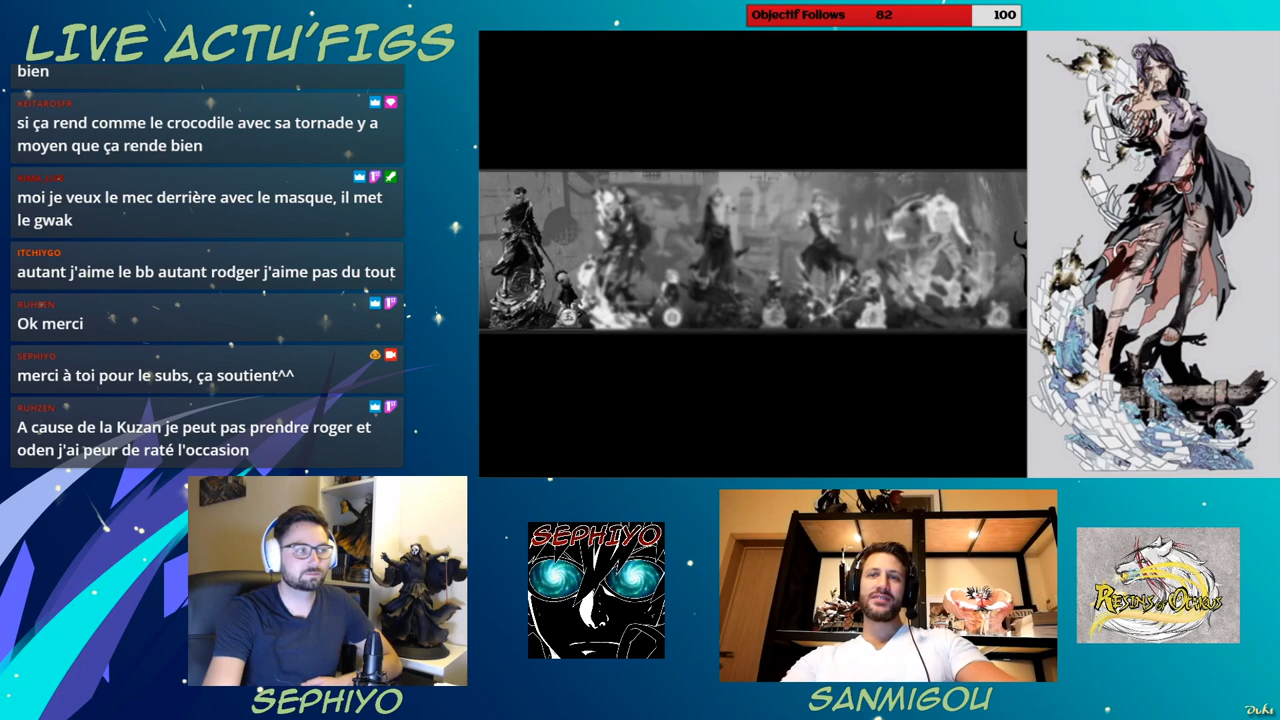 Objectif Follows 82 100
LIVE ACTU'FIGS
bien
KEITAROSFR
si ça rend comme le crocodile avec sa tornade y a
moyen que ça rende bien
moi je veux le mec derrière avec le masque, il met
le gwak
ITCHIYGO
autant j'aime le bb autant rodger j'aime pas du tout
RUHZEN
Ok merci
SEPHIYO
merci à toi pour le subs, ça soutient^^
RUHZEN
A cause de la Kuzan je peut pas prendre roger et
oden j'ai peur de raté l'occasion
SEPHIYO
RESINS of
SEPHIYO
SANMIGOU